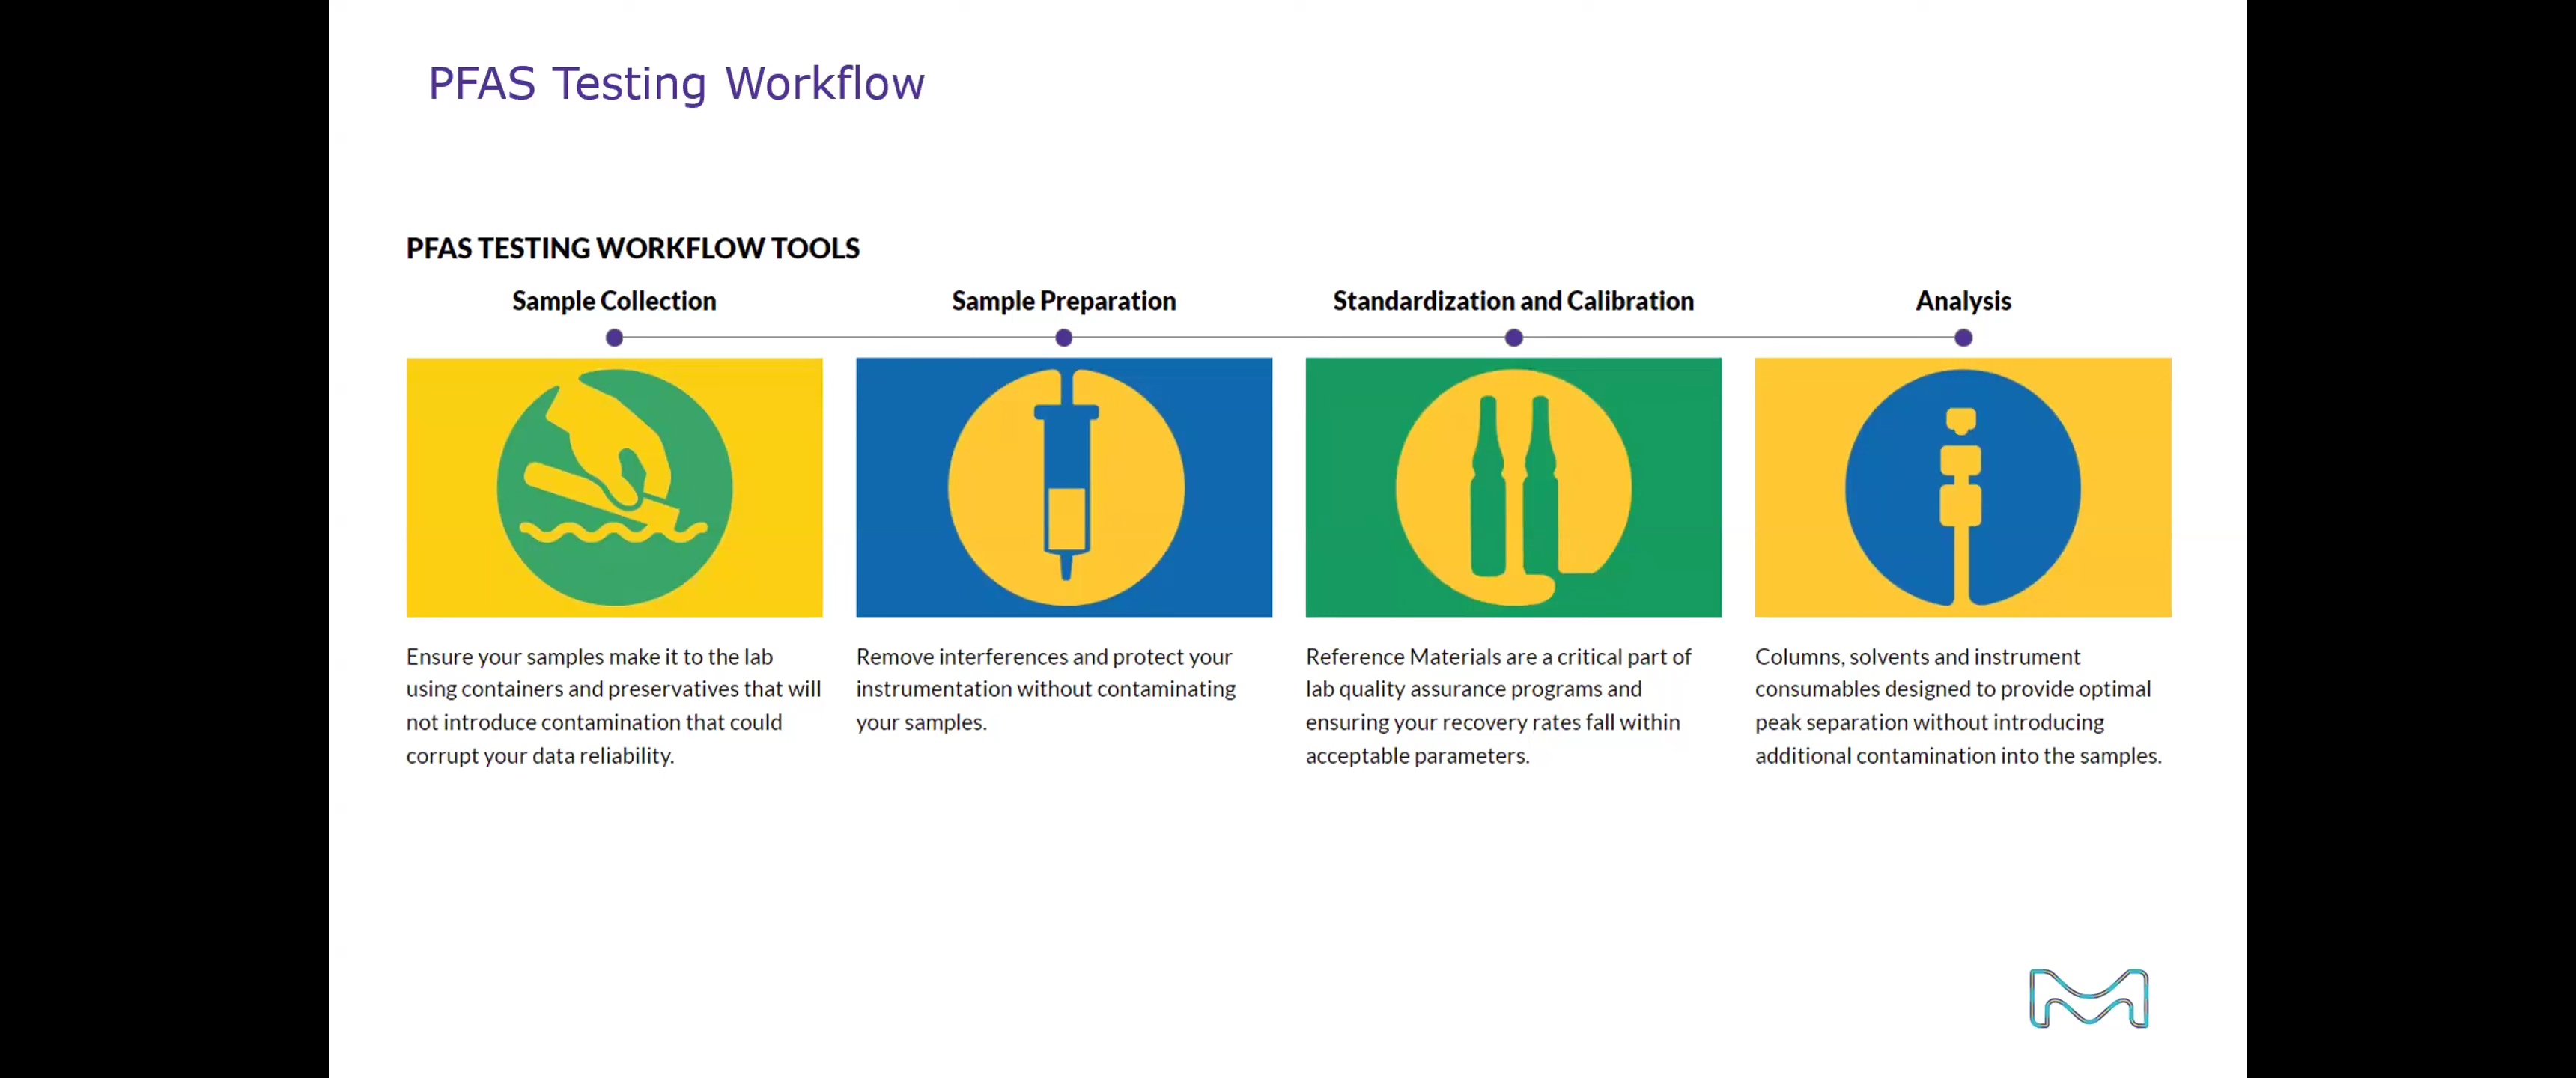 PFAS Testing Workflow
PFAS TESTING WORKFLOW TOOLS
Sample Collection
Ensure your samples make it to the lab
using containers and preservatives that will
not introduce contamination that could
corrupt your data reliability.
Sample Preparation
Remove interferences and protect your
instrumentation without contaminating
your samples.
Standardization and Calibration
Reference Materials are a critical part of
lab quality assurance programs and
ensuring your recovery rates fall within
acceptable parameters.
Analysis
Columns, solvents and instrument
consumables designed to provide optimal
peak separation without introducing
additional contamination into the samples.
M